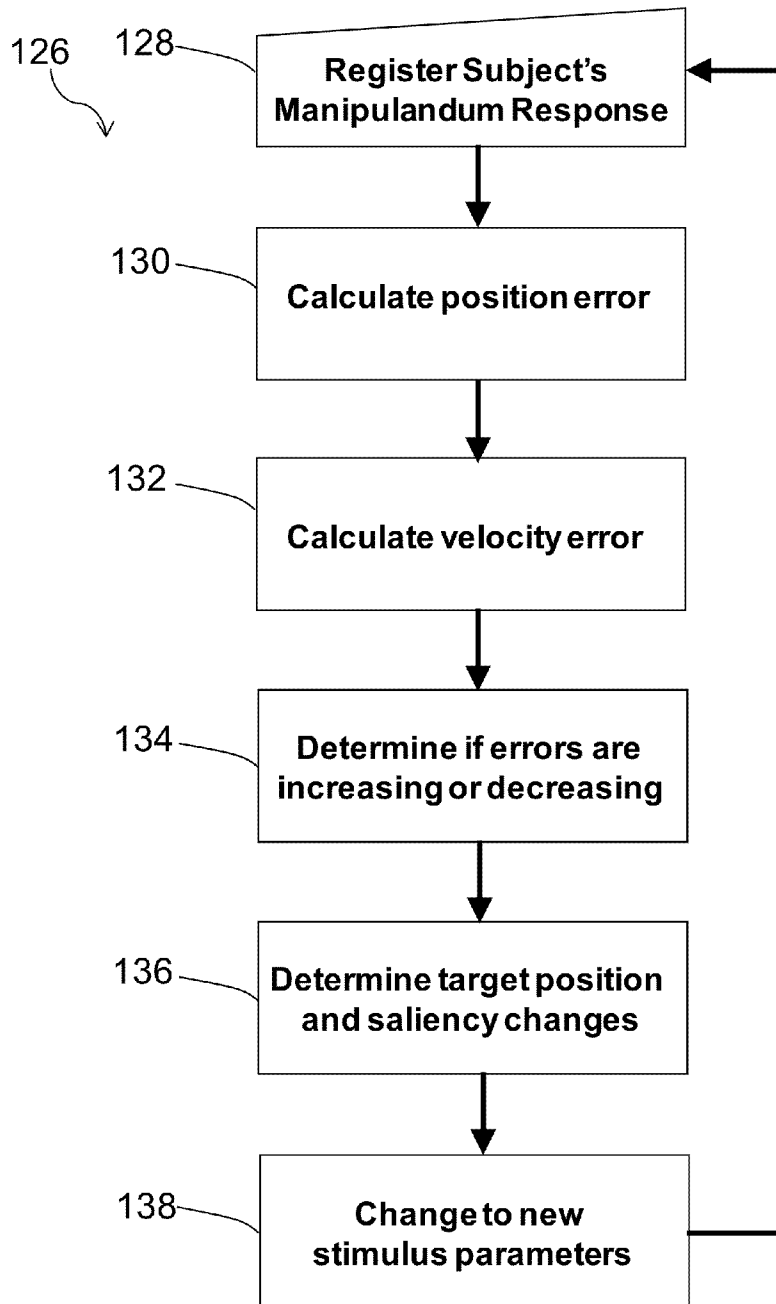 126
128
Register Subject's
Manipulandum Response
130
Calculate position error
132
Calculate velocity error
134
Determine if errors are
increasing or decreasing
136
Determine target position
and saliency changes
138
Change to new
stimulus parameters